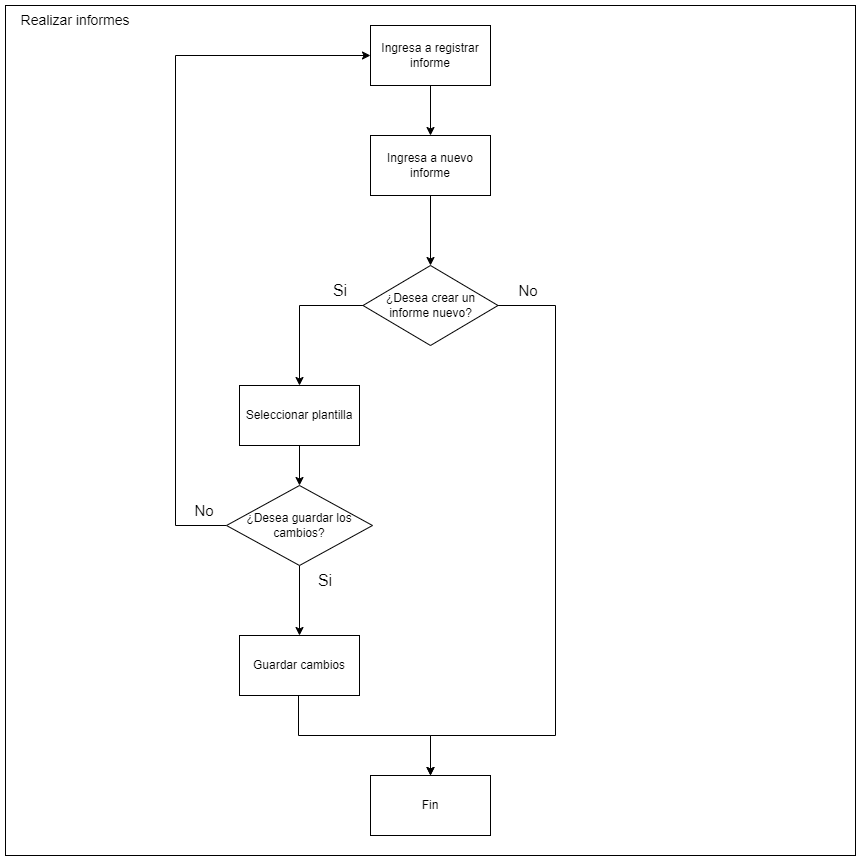 Realizar informes
Ingresa a registrar
informe
Ingresa a nuevo
informe
Si
¿Desea crear un
informe nuevo?
No
Seleccionar plantilla
No
¿Desea guardar los
cambios?
Si
Guardar cambios
Fin